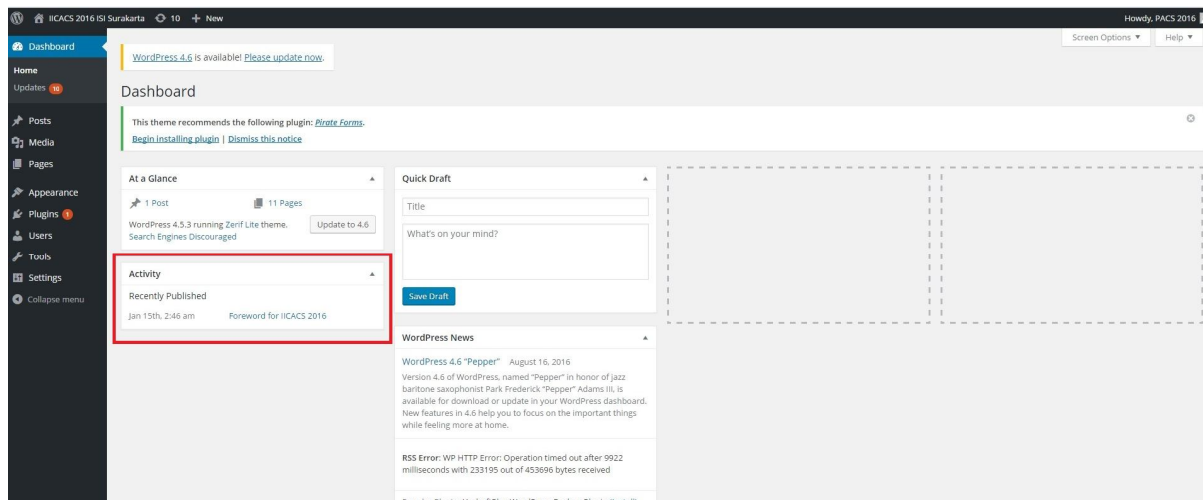 IICACS 2016 ISI Surakarta 10 + New
Howdy, PACS 2016
Screen Options ▼ Help ▼
Dashboard
Home
Updates 10
Posts
Media
Pages
Appearance
Plugins 1
Users
Tools
Settings
Collapse menu
WordPress 4.6 is available! Please update now.
Dashboard
This theme recommends the following plugin: Pirate Forms.
Begin installing plugin | Dismiss this notice
At a Glance
1 Post 11 Pages
WordPress 4.5.3 running Zerif Lite theme. Update to 4.6
Search Engines Discouraged
Activity
Recently Published
Jan 15th, 2:46 am Foreword for IICACS 2016
Quick Draft
Title
What's on your mind?
Save Draft
WordPress News
WordPress 4.6 "Pepper" August 16, 2016
Version 4.6 of WordPress, named "Pepper" in honor of jazz
baritone saxophonist Park Frederick "Pepper" Adams III, is
available for download or update in your WordPress dashboard.
New features in 4.6 help you to focus on the important things
while feeling more at home.
RSS Error: WP HTTP Error: Operation timed out after 9922
milliseconds with 233195 out of 453696 bytes received